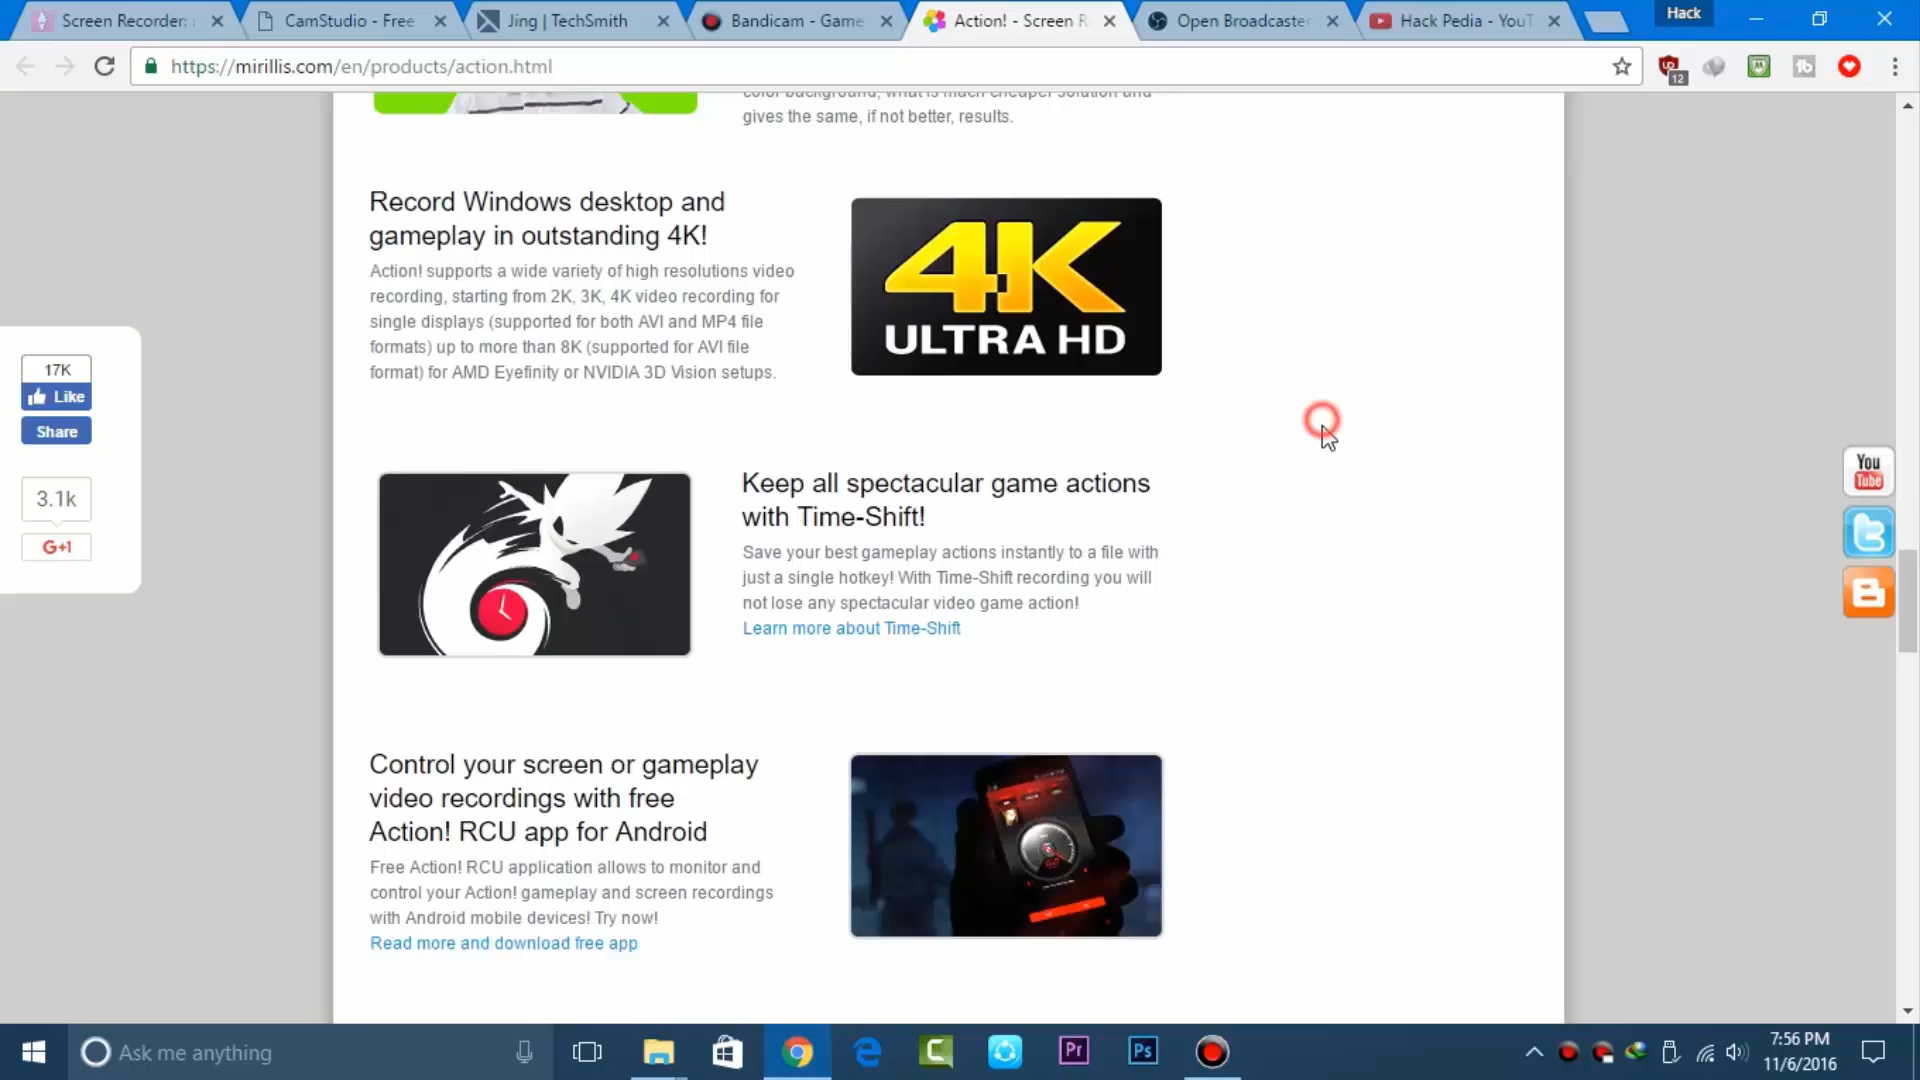 Screen Recorder:
CamStudio - Free
Jing | TechSmith
Bandicam - Game
Action! - Screen R
Open Broadcaster
Hack Pedia - YouT
Hack
https://mirillis.com/en/products/action.html
12
color background, what is much cheaper solution and
gives the same, if not better, results.
Record Windows desktop and
gameplay in outstanding 4K!
Action! supports a wide variety of high resolutions video
recording, starting from 2K, 3K, 4K video recording for
single displays (supported for both AVI and MP4 file
formats) up to more than 8K (supported for AVI file
format) for AMD Eyefinity or NVIDIA 3D Vision setups.
4K
ULTRA HD
17K
Like
Share
3.1k
G+1
You
Tube
Keep all spectacular game actions
with Time-Shift!
Save your best gameplay actions instantly to a file with
just a single hotkey! With Time-Shift recording you will
not lose any spectacular video game action!
Learn more about Time-Shift
Control your screen or gameplay
video recordings with free
Action! RCU app for Android
Free Action! RCU application allows to monitor and
control your Action! gameplay and screen recordings
with Android mobile devices! Try now!
Read more and download free app
Ask me anything
Pr
Ps
7:56 PM
11/6/2016